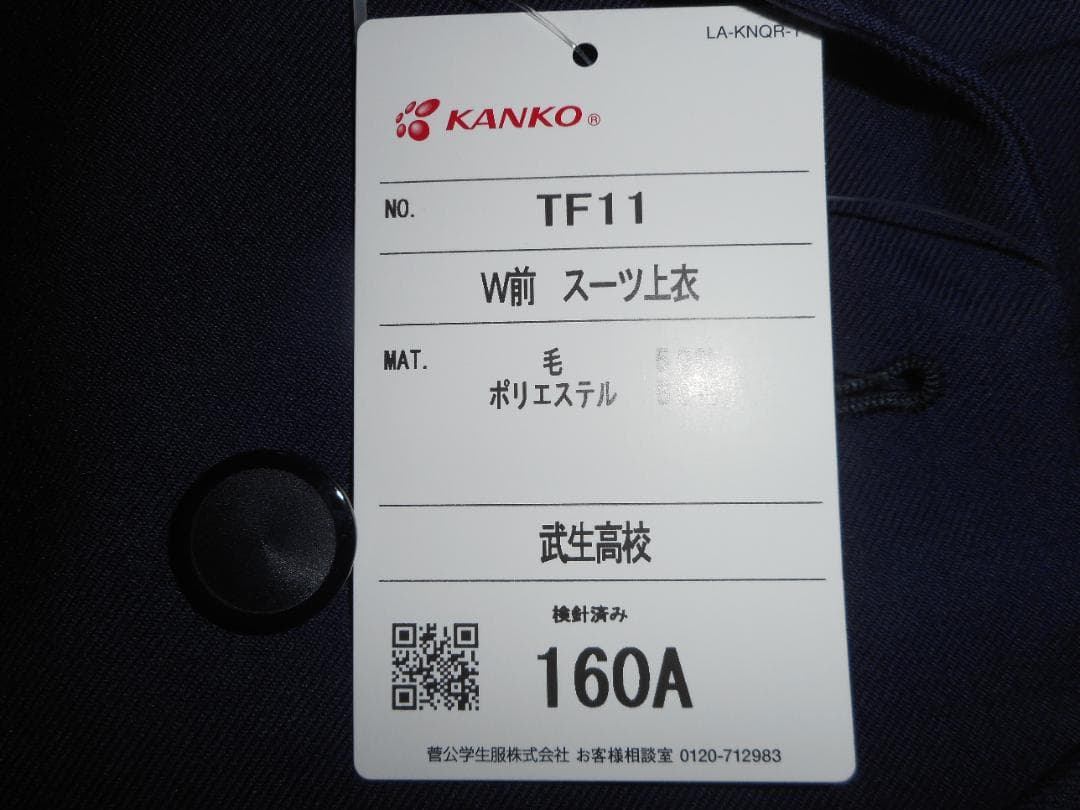 LA-KNQR-
KANKO®
NO. TF11
W前 スーツ上衣
MAT. 毛
ポリエステル
武生高校
検針済み
160A
菅公学生服株式会社 お客様相談室 0120-712983